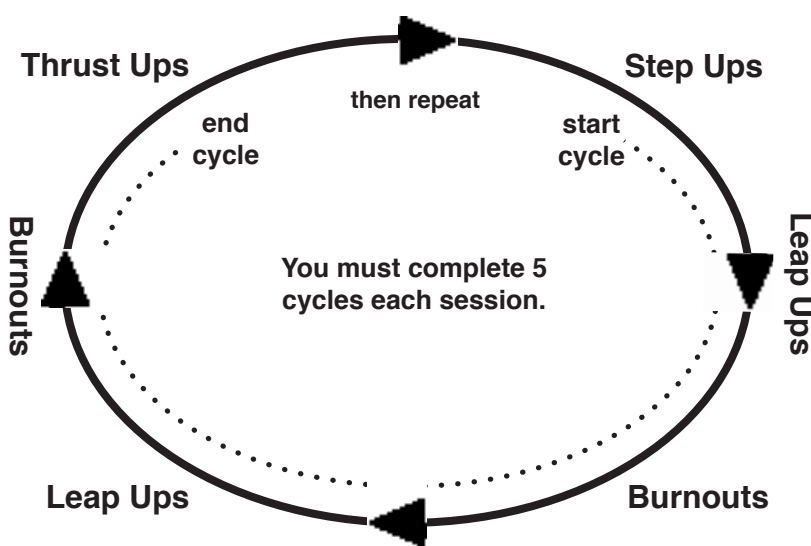 Thrust Ups
Step Ups
then repeat
end
cycle
start
cycle
Burnouts
Leap Ups
You must complete 5
cycles each session.
Leap Ups
Burnouts